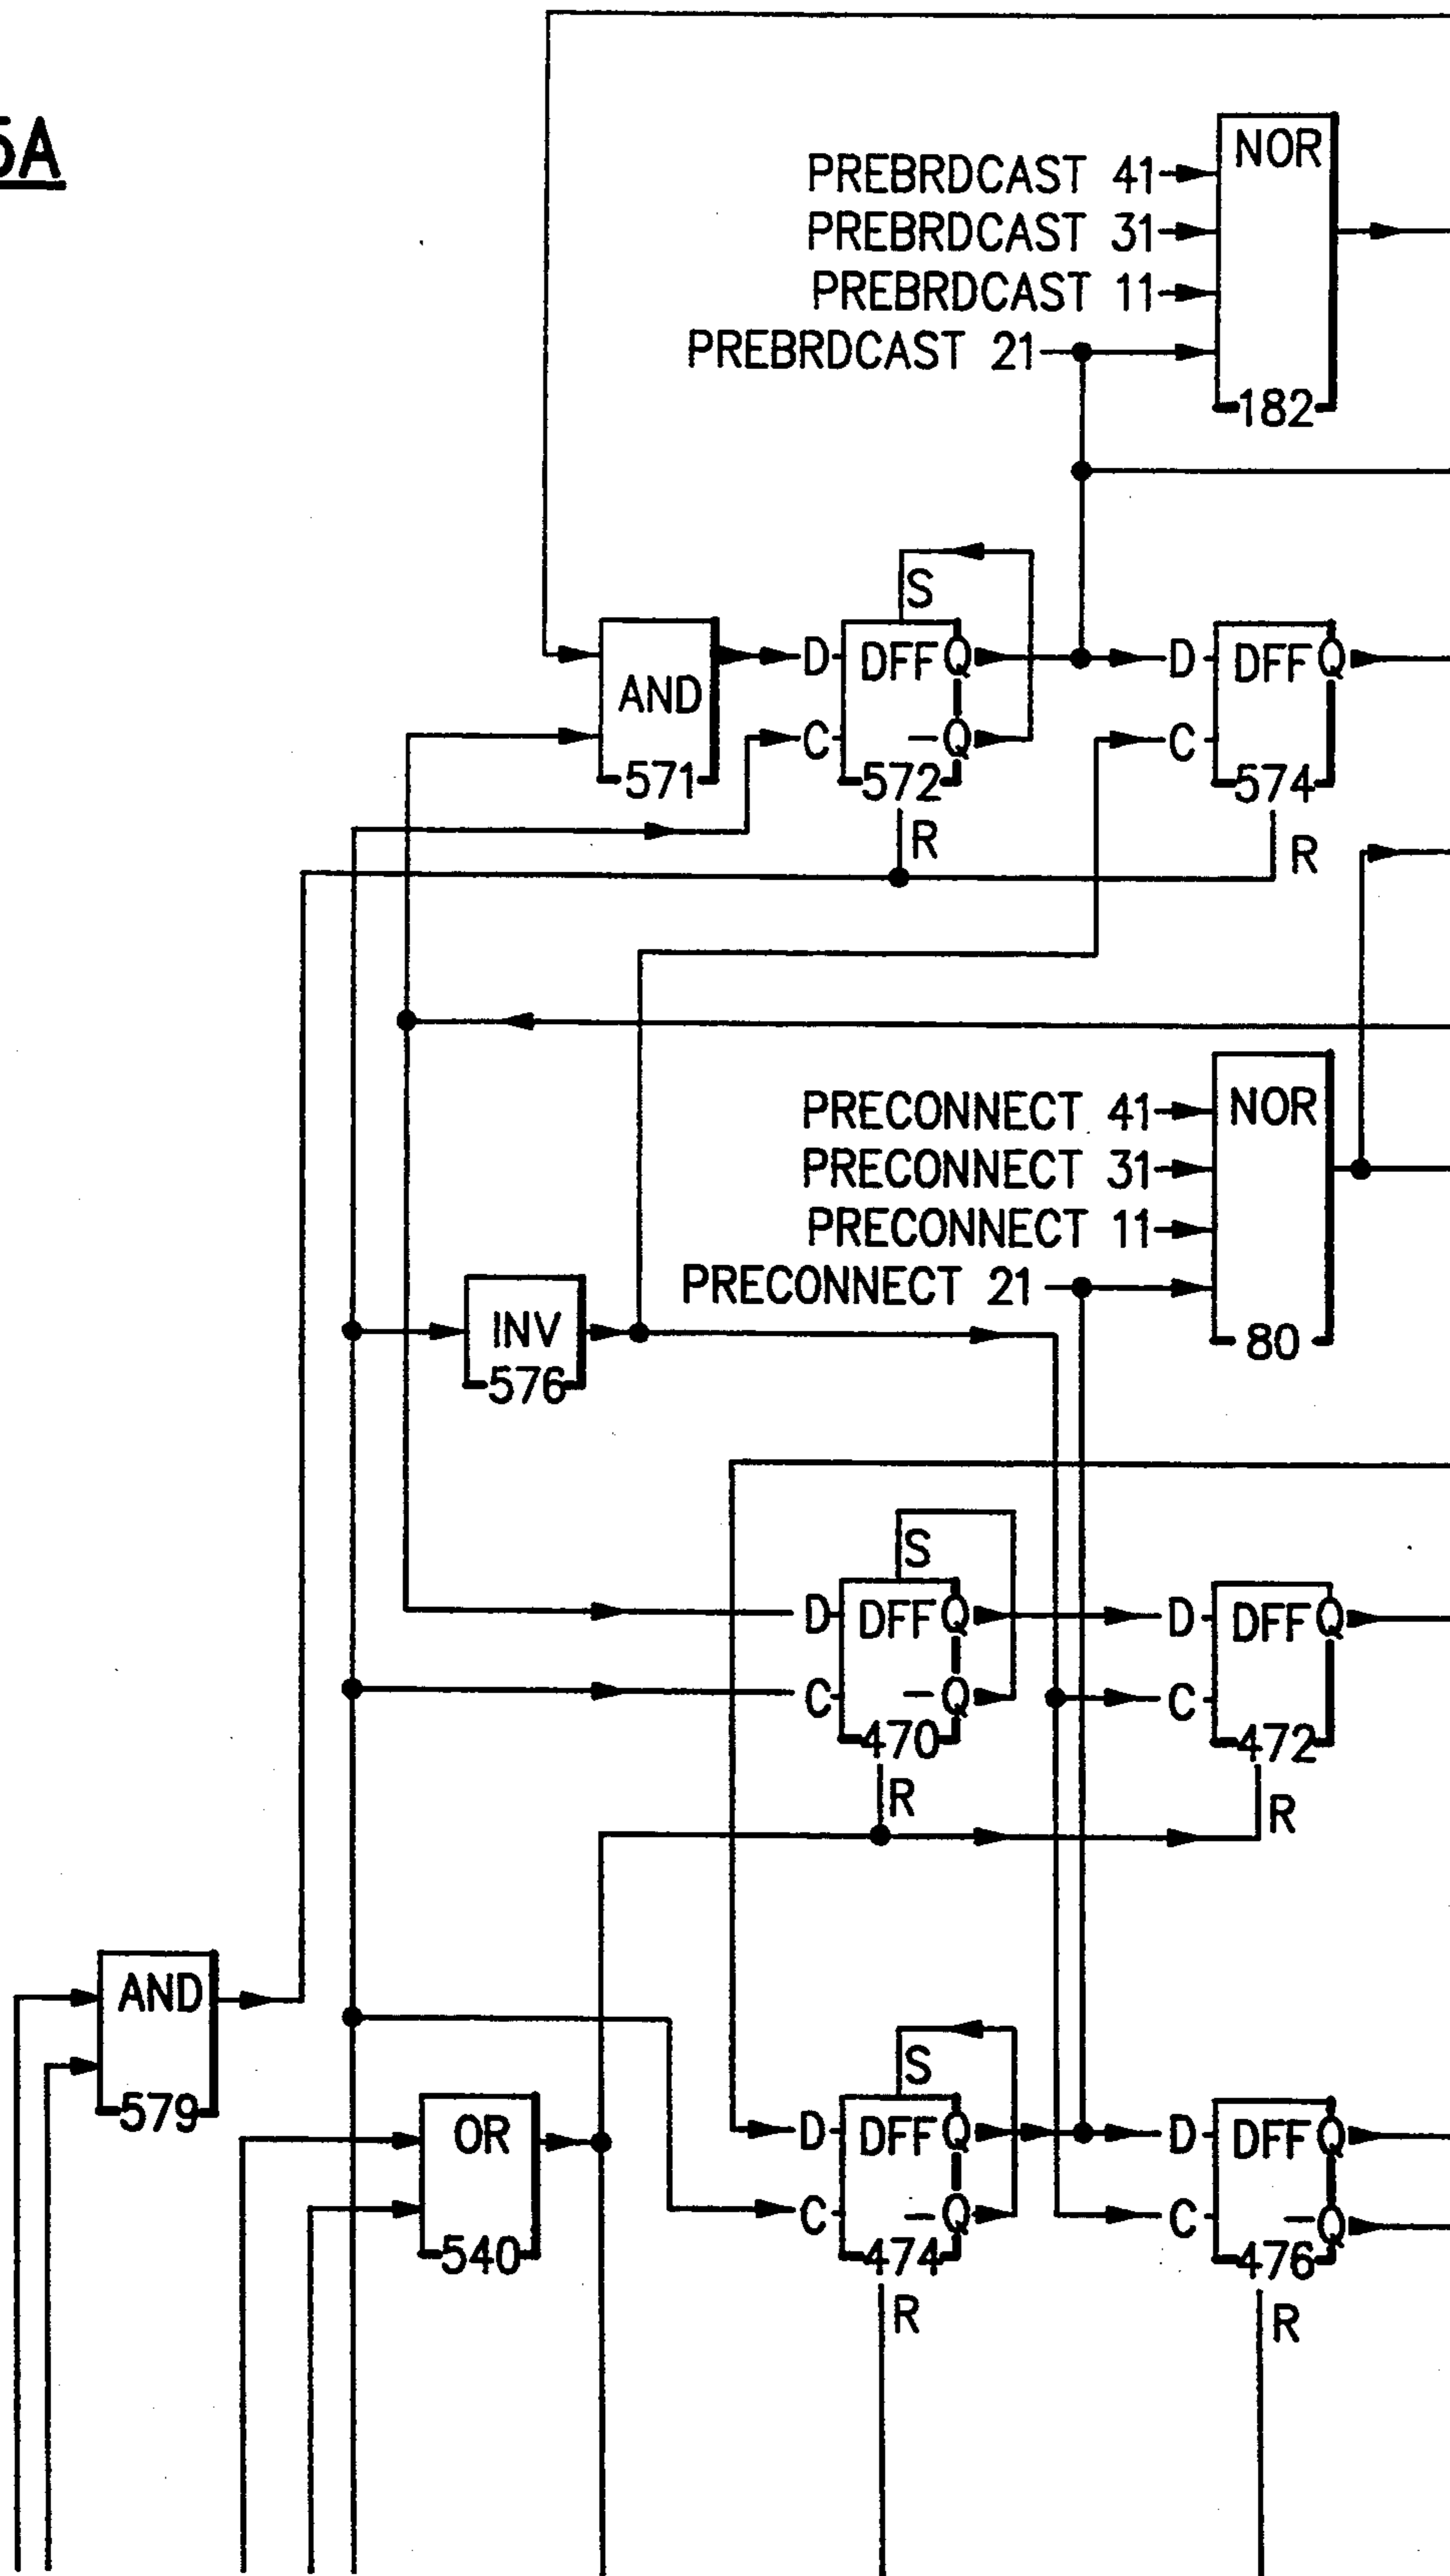 5A
NOR
PREBRDCAST 41
PREBRDCAST 31
PREBRDCAST 11
PREBRDCAST 21
182
S
AND
571
D
DFF Q
C
-Q
572
R
D
DFF Q
C
574
R
NOR
PRECONNECT 41
PRECONNECT 31
PRECONNECT 11
PRECONNECT 21
80
INV
576
S
D
DFF Q
C
-Q
470
R
D
DFF Q
C
472
R
AND
579
OR
540
S
D
DFF Q
C
-Q
474
R
D
DFF Q
C
-Q
476
R